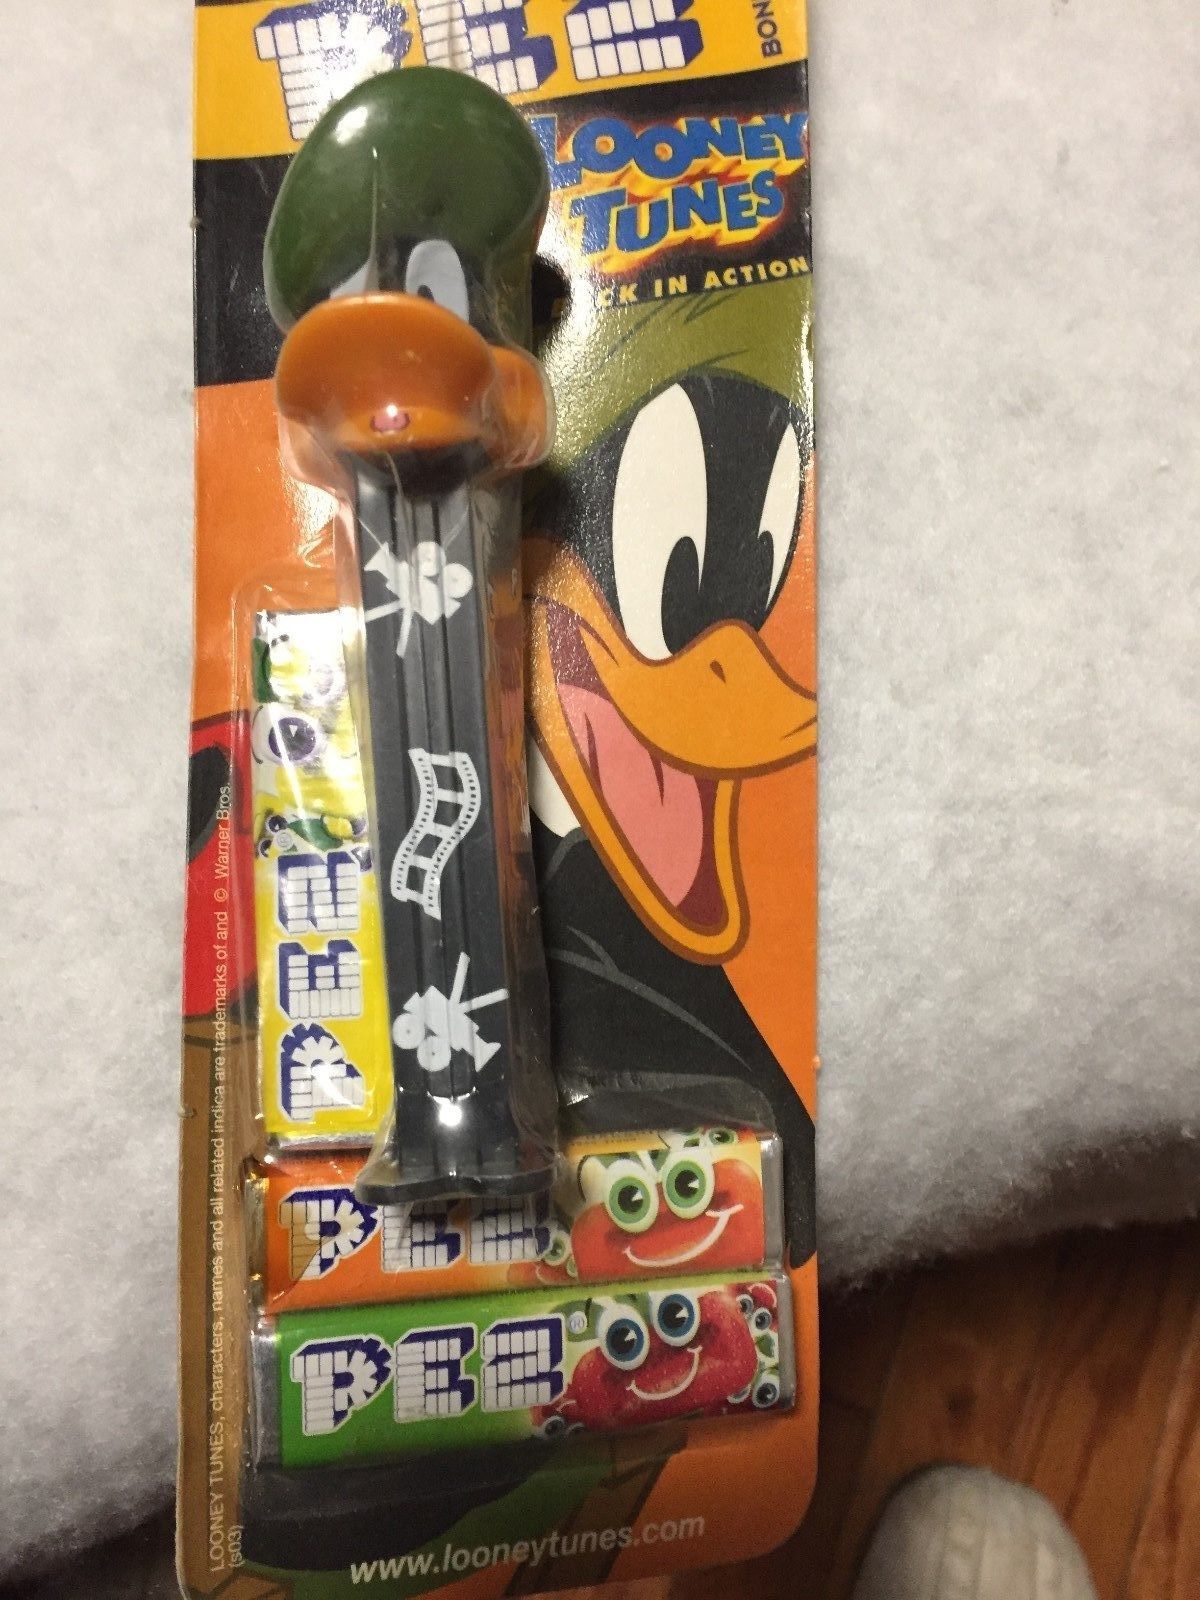 PEZ
BON
LOONEY
TUNES
CK IN ACTION
PEZ®
PEZ
PEZ®
LOONEY TUNES, characters, names and all related indicia are trademarks of and © Warner Bros.
(s03)
www.looneytunes.com